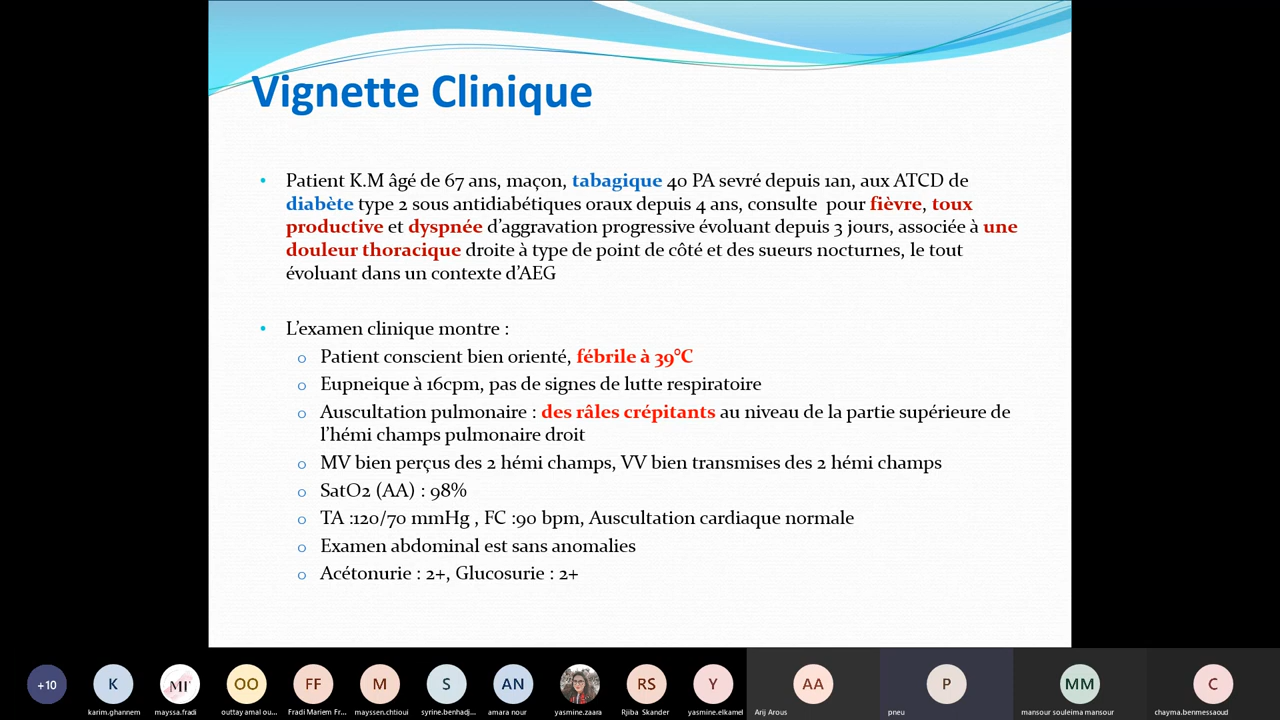 Vignette Clinique
• Patient K.M âgé de 67 ans, maçon, tabagique 40 PA sevré depuis 1an, aux ATCD de
diabète type 2 sous antidiabétiques oraux depuis 4 ans, consulte pour fièvre, toux
productive et dyspnée d'aggravation progressive évoluant depuis 3 jours, associée à une
douleur thoracique droite à type de point de côté et des sueurs nocturnes, le tout
évoluant dans un contexte d'AEG
• L'examen clinique montre :
o Patient conscient bien orienté, fébrile à 39°C
o Eupneique à 16cpm, pas de signes de lutte respiratoire
o Auscultation pulmonaire : des râles crépitants au niveau de la partie supérieure de
l'hémi champs pulmonaire droit
o MV bien perçus des 2 hémi champs, VV bien transmises des 2 hémi champs
o SatO2 (AA) : 98%
o TA :120/70 mmHg , FC :90 bpm, Auscultation cardiaque normale
o Examen abdominal est sans anomalies
o Acétonurie : 2+, Glucosurie : 2+
+10 K MF OO FF M S AN RS Y AA P MM C
karim.ghannem mayssa.fradi outtay amal ou... Fradi Mariem Fr... mayssen.chtioui syrine.benhadj... amara nour yasmine.zaara Rjiba Skander yasmine.elkamel Arij Arous pneu mansour souleima mansour chayma.benmessaoud